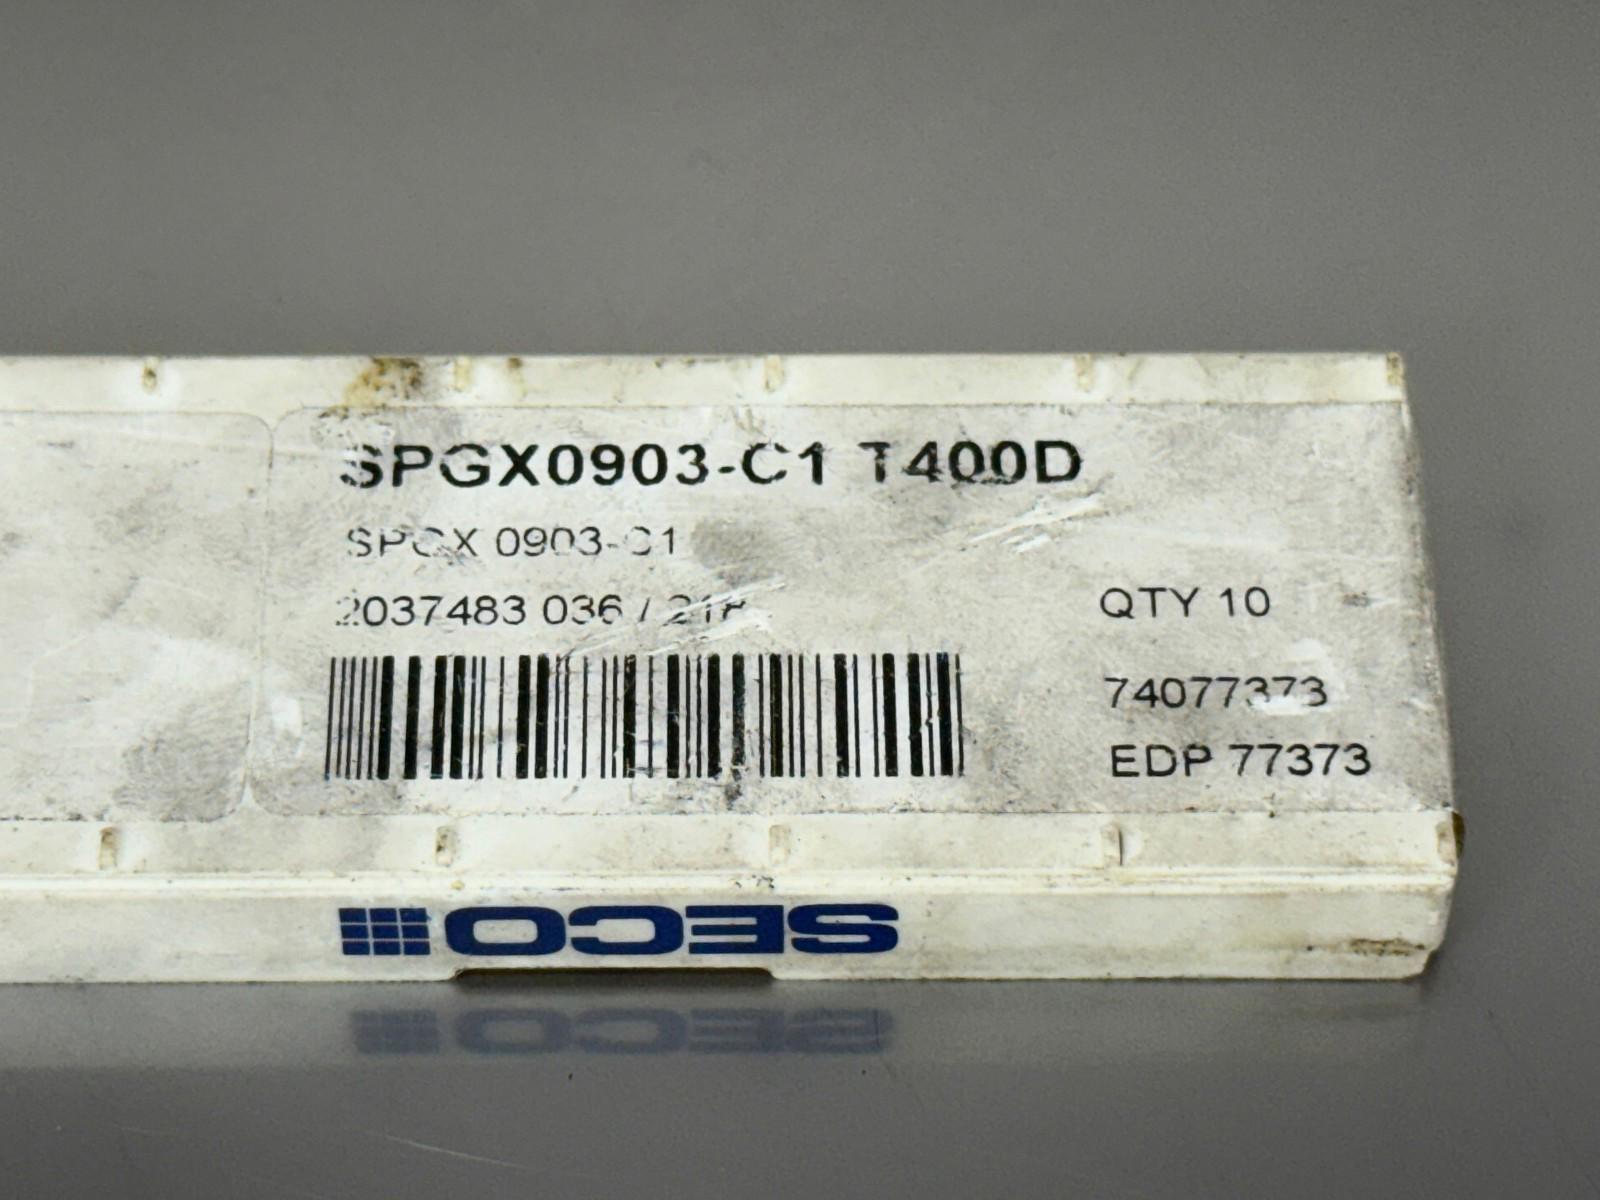 SPGX0903-C1 T400D
SPGX 0903-C1
2037483 036 /
QTY 10
74077373
EDP 77373
SECO